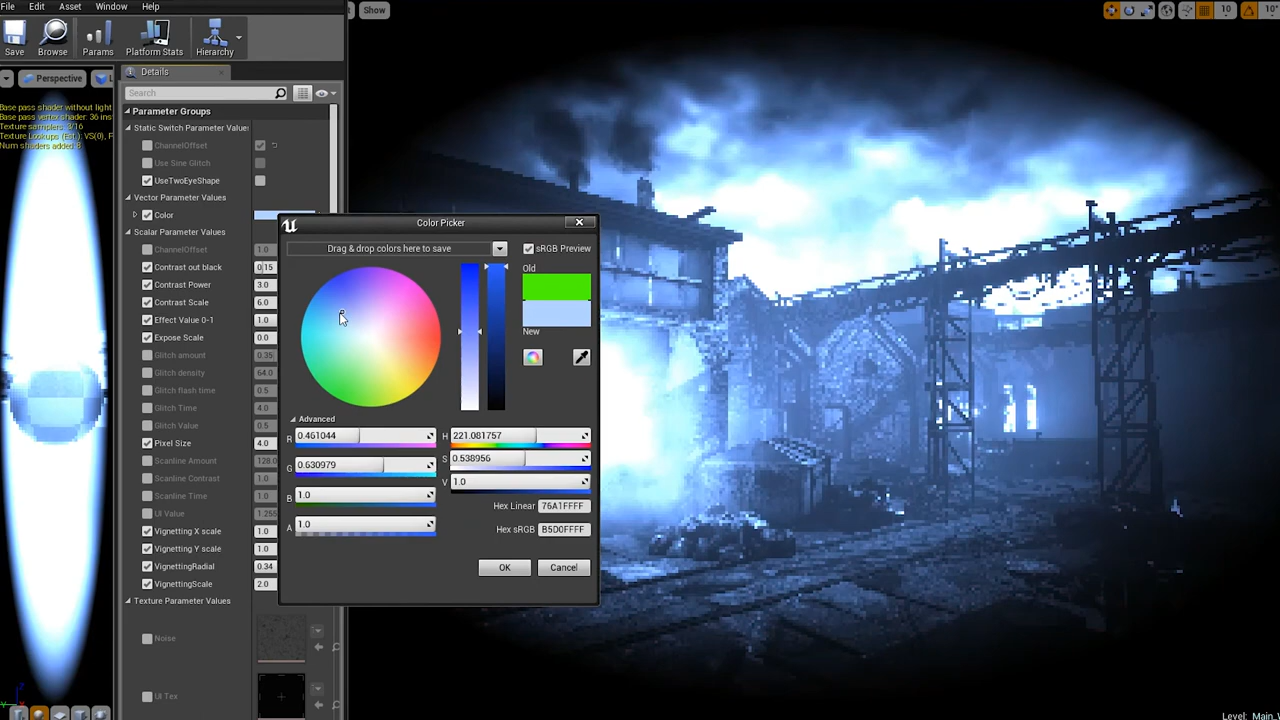 File Edit Asset Window Help
Show
10
10°
Save Browse Params Platform Stats Hierarchy
Perspective
Details
Search
Base pass shader without light
Base pass vertex shader: 36 ins
Texture samplers: 3/16
Texture Lookups (Est.): VS(0), F
Num shaders added: 8
Parameter Groups
Static Switch Parameter Values
ChannelOffset
Use Sine Glitch
UseTwoEyeShape
Vector Parameter Values
Color
Scalar Parameter Values
ChannelOffset 1.0
Contrast out black 0.15
Contrast Power 3.0
Contrast Scale 6.0
Effect Value 0-1 1.0
Expose Scale 0.0
Glitch amount 0.35
Glitch density 64.0
Glitch flash time 0.5
Glitch Time 4.0
Glitch Value 0.5
Pixel Size 4.0
Scanline Amount 128.0
Scanline Contrast 1.0
Scanline Time 1.0
UI Value 1.255
Vignetting X scale 1.0
Vignetting Y scale 1.0
VignettingRadial 0.34
VignettingScale 2.0
Texture Parameter Values
Noise
UI Tex
Color Picker
Drag & drop colors here to save
sRGB Preview
Old
New
Advanced
R 0.461044
H 221.081757
G 0.630979
S 0.538956
B 1.0
V 1.0
A 1.0
Hex Linear 76A1FFFF
Hex sRGB B5D0FFFF
OK Cancel
Level: Main_